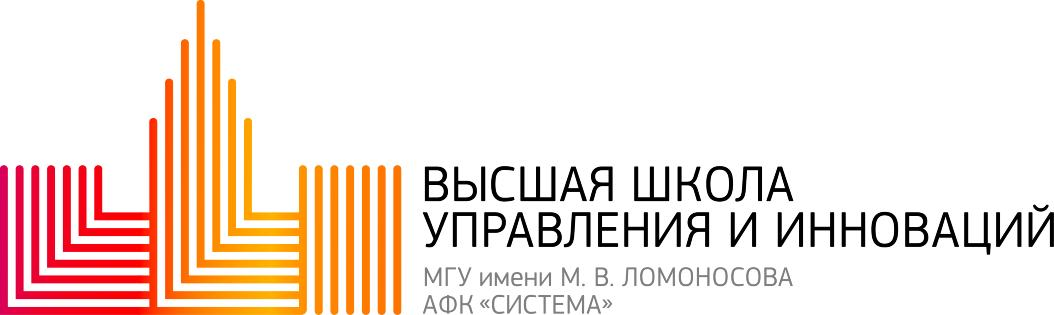 ВЫСШАЯ ШКОЛА
УПРАВЛЕНИЯ И ИННОВАЦИЙ
МГУ имени М. В. ЛОМОНОСОВА
АФК «СИСТЕМА»